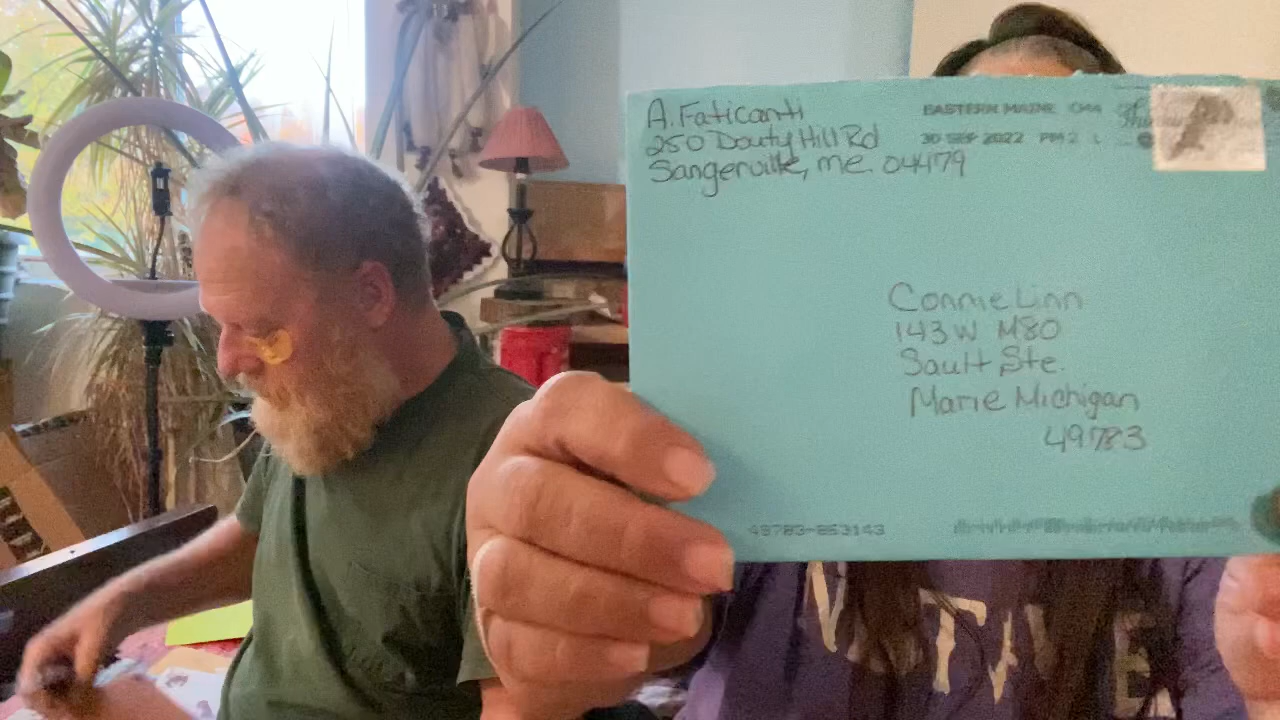 A. Faticanti
250 Douty Hill Rd
Sangerville, me. 04479
EASTERN MAINE
30 SEP 2022 PM 2 L
Connie Linn
143 W M80
Sault Ste.
Marie Michigan
49783
49783-853143